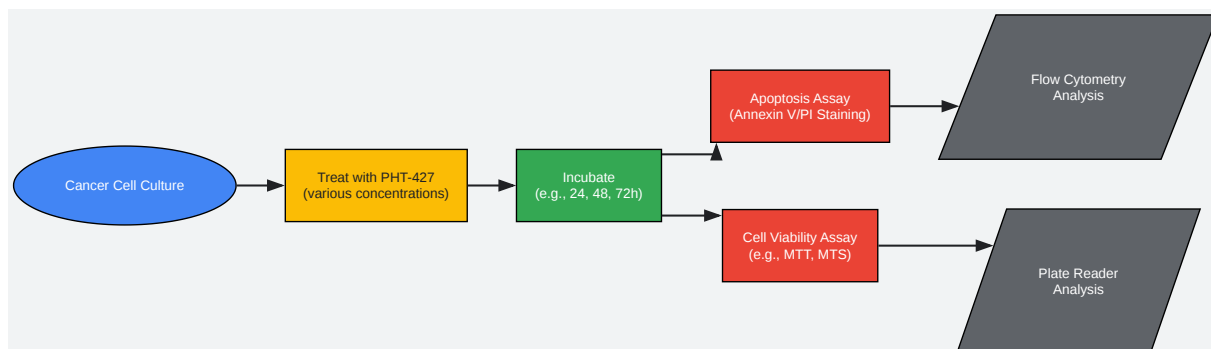 Cancer Cell Culture
Treat with PHT-427
(various concentrations)
Incubate
(e.g., 24, 48, 72h)
Apoptosis Assay
(Annexin V/PI Staining)
Flow Cytometry
Analysis
Cell Viability Assay
(e.g., MTT, MTS)
Plate Reader
Analysis